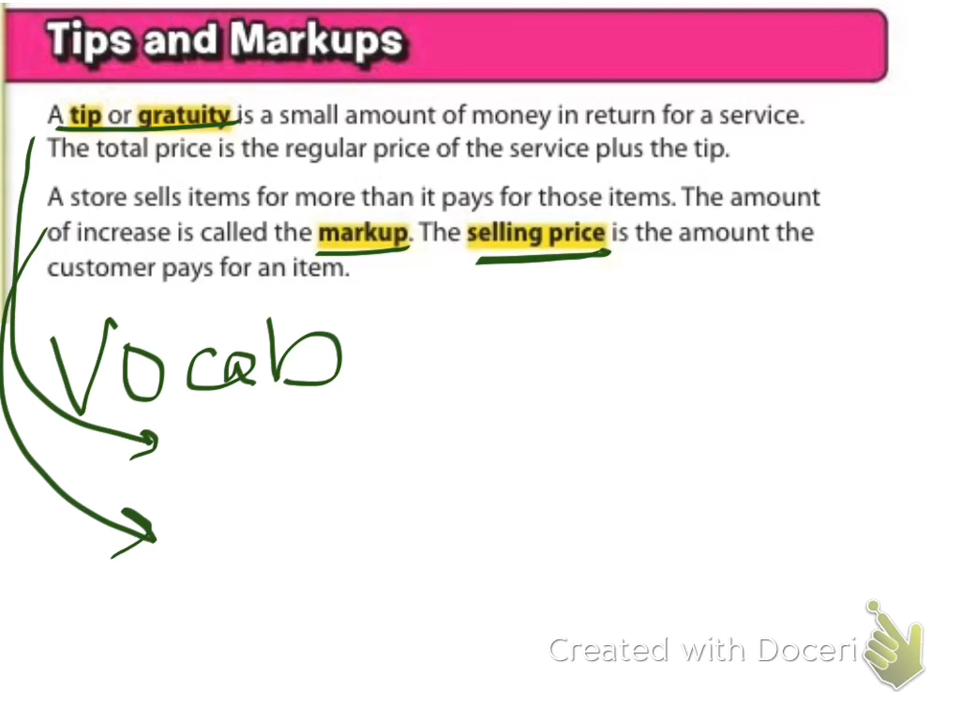 Tips and Markups
A tip or gratuity is a small amount of money in return for a service.
The total price is the regular price of the service plus the tip.
A store sells items for more than it pays for those items. The amount
of increase is called the markup. The selling price is the amount the
customer pays for an item.
Vocab
Created with Doceri